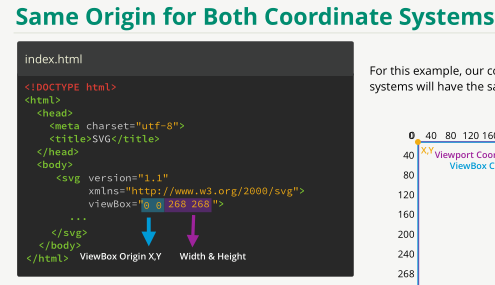 Same Origin for Both Coordinate Systems
index.html
<!DOCTYPE html>
<html>
<head>
<meta charset="utf-8">
<title>SVG</title>
</head>
<body>
<svg version="1.1"
xmlns="http://www.w3.org/2000/svg">
viewBox="0 0 268 268">
...
</svg>
</body>
</html>
ViewBox Origin X,Y Width & Height
For this example, our co
systems will have the sa
0 40 80 120 160
X,Y Viewport Coor
ViewBox C
40
80
120
160
200
240
268